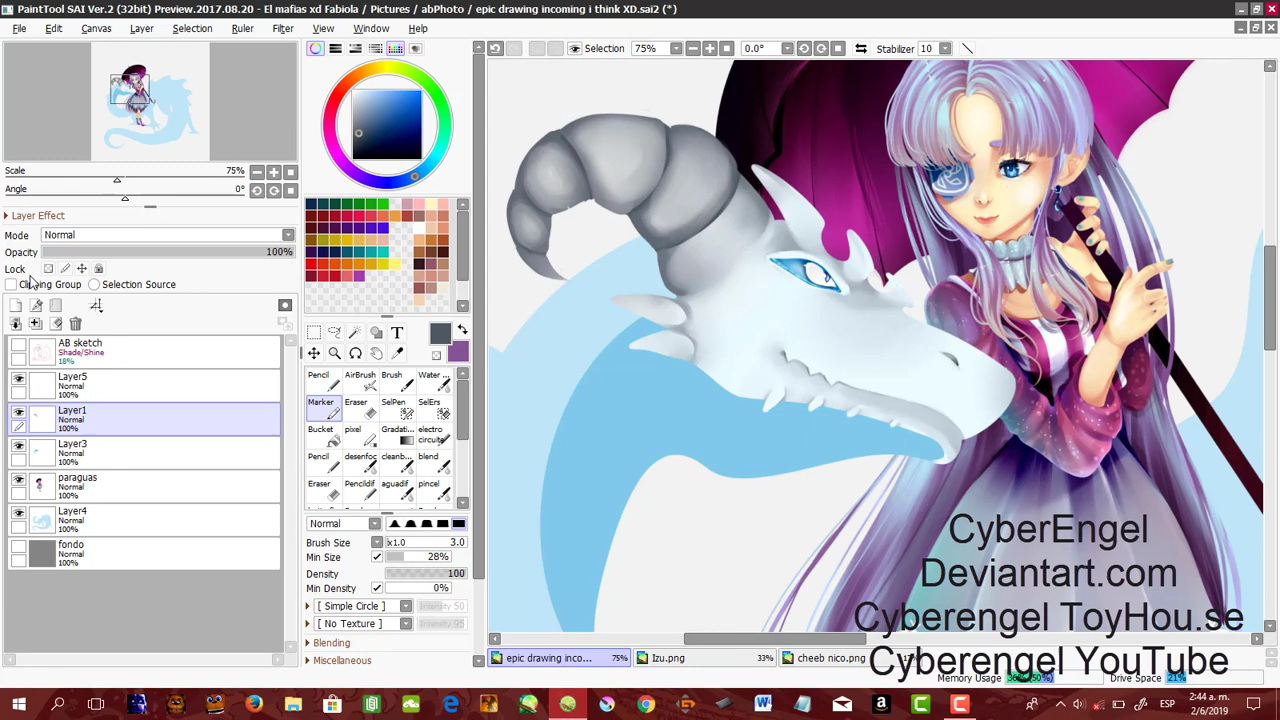 PaintTool SAI Ver.2 (32bit) Preview.2017.08.20 - El mafias xd Fabiola / Pictures / abPhoto / epic drawing incoming i think XD.sai2 (*)
File Edit Canvas Layer Selection Ruler Filter View Window Help
Selection 75% 0.0° Stabilizer 10
Scale 75%
Angle 0°
Layer Effect
Mode Normal
Opacity 100%
Lock
Clipping Group Selection Source
AB sketch
Shade/Shine
18%
Layer5
Normal
100%
Layer1
Normal
100%
Layer3
Normal
100%
paraguas
Normal
100%
Layer4
Normal
100%
fondo
Normal
100%
T
Pencil AirBrush Brush Water ...
Marker Eraser SelPen SelErs
Bucket pixel Gradati... electro
circuite
Pencil desenfoc cleanb... blend
Eraser Pencildif aguadif pincel
Normal
Brush Size x1.0 3.0
Min Size 28%
Density 100
Min Density 0%
[ Simple Circle ] Intensity 50
[ No Texture ] Intensity 95
Blending
Miscellaneous
CyberEngel
Deviantart.com
Cyberengel ToyHou.se
Cyberengel YouTube
epic drawing inco... 75% Izu.png 33% cheeb nico.png
Memory Usage Drive Space 21%
ESP 2:44 a. m.
2/6/2019